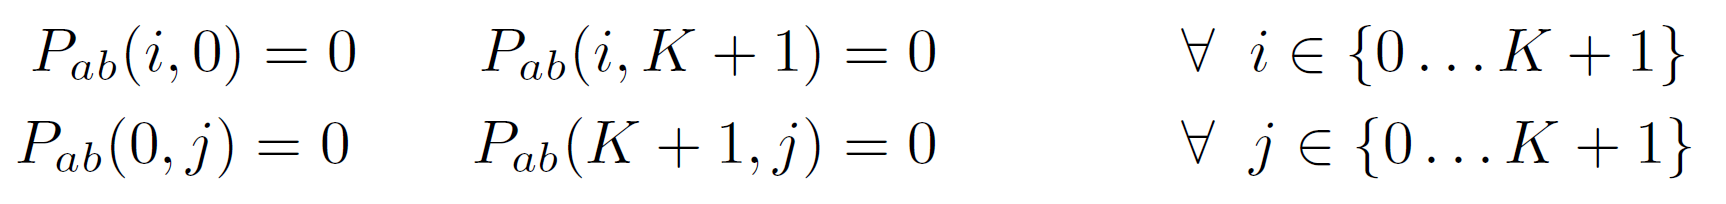 P_{ab}(i, 0) = 0 P_{ab}(i, K + 1) = 0 ∀ i ∈ {0 … K + 1}
P_{ab}(0, j) = 0 P_{ab}(K + 1, j) = 0 ∀ j ∈ {0 … K + 1}